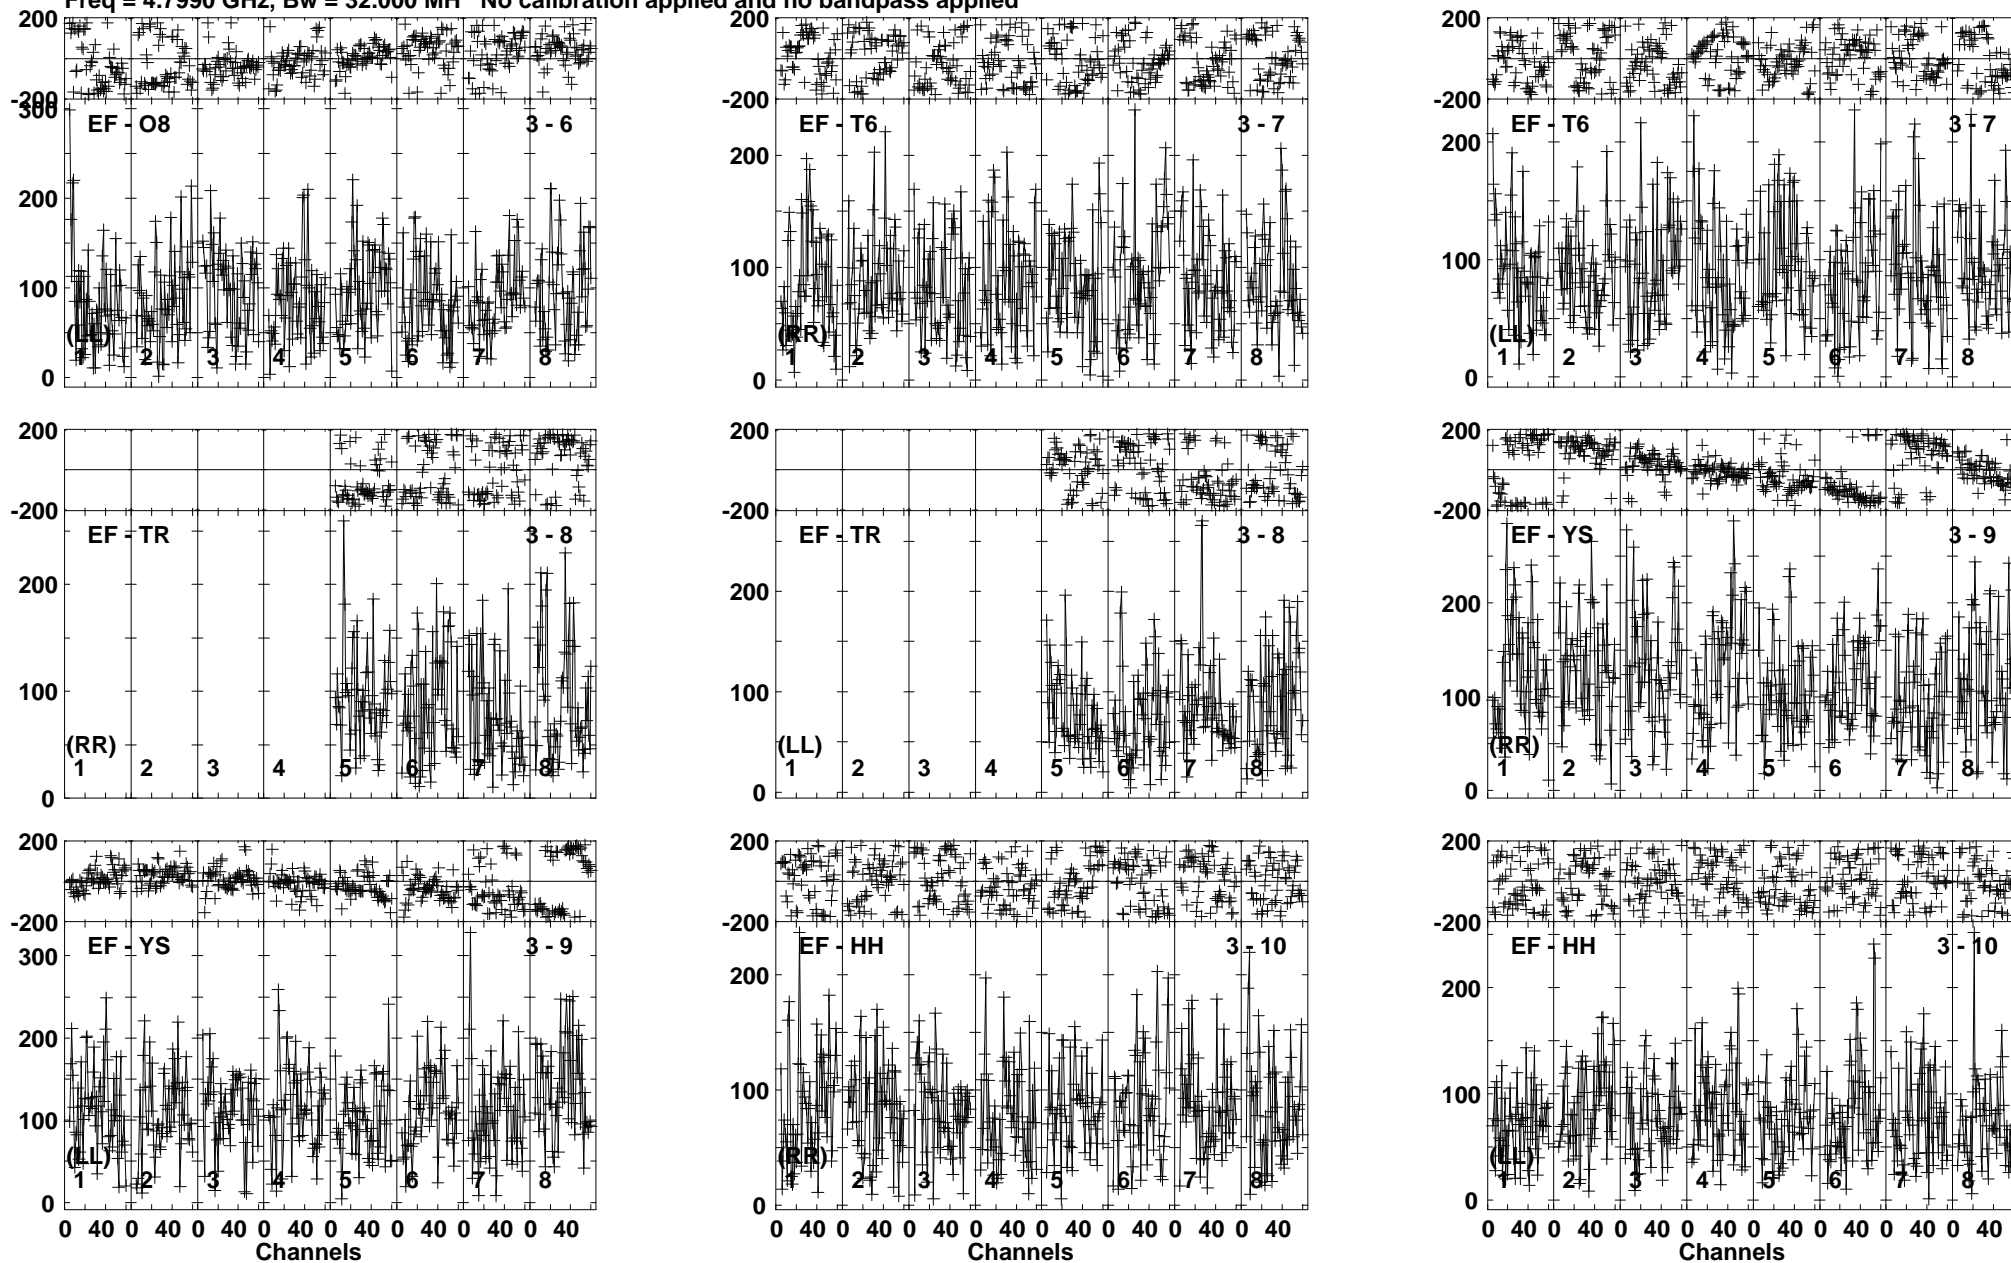 Freq = 4.7990 GHz, Bw = 32.000 MH No calibration applied and no bandpass applied
200 200 200
-200 -200 -200
300
EF - O8 3 - 6 EF - T6 3 - 7 EF - T6 3 - 7
200 200 200
100 100 100
(LL) (RR) (LL)
1 2 3 4 5 6 7 8 1 2 3 4 5 6 7 8 1 2 3 4 5 6 7 8
0 0 0
200 200 200
-200 -200 -200
EF - TR 3 - 8 EF - TR 3 - 8 EF - YS 3 - 9
200 200 200
100 100 100
(RR) (LL) (RR)
1 2 3 4 5 6 7 8 1 2 3 4 5 6 7 8 1 2 3 4 5 6 7 8
0 0 0
200 200 200
-200 -200 -200
EF - YS 3 - 9 EF - HH 3 - 10 EF - HH 3 - 10
300
200 200 200
100 100 100
(LL) (RR) (LL)
1 2 3 4 5 6 7 8 1 2 3 4 5 6 7 8 1 2 3 4 5 6 7 8
0 0 0
0 40 0 40 0 40 0 40 0 40 0 40 0 40 0 40 0 40 0 40 0 40 0 40 0 40 0 40 0 40 0 40 0 40 0 40 0 40 0 40 0 40 0 40 0 40 0 40
Channels Channels Channels